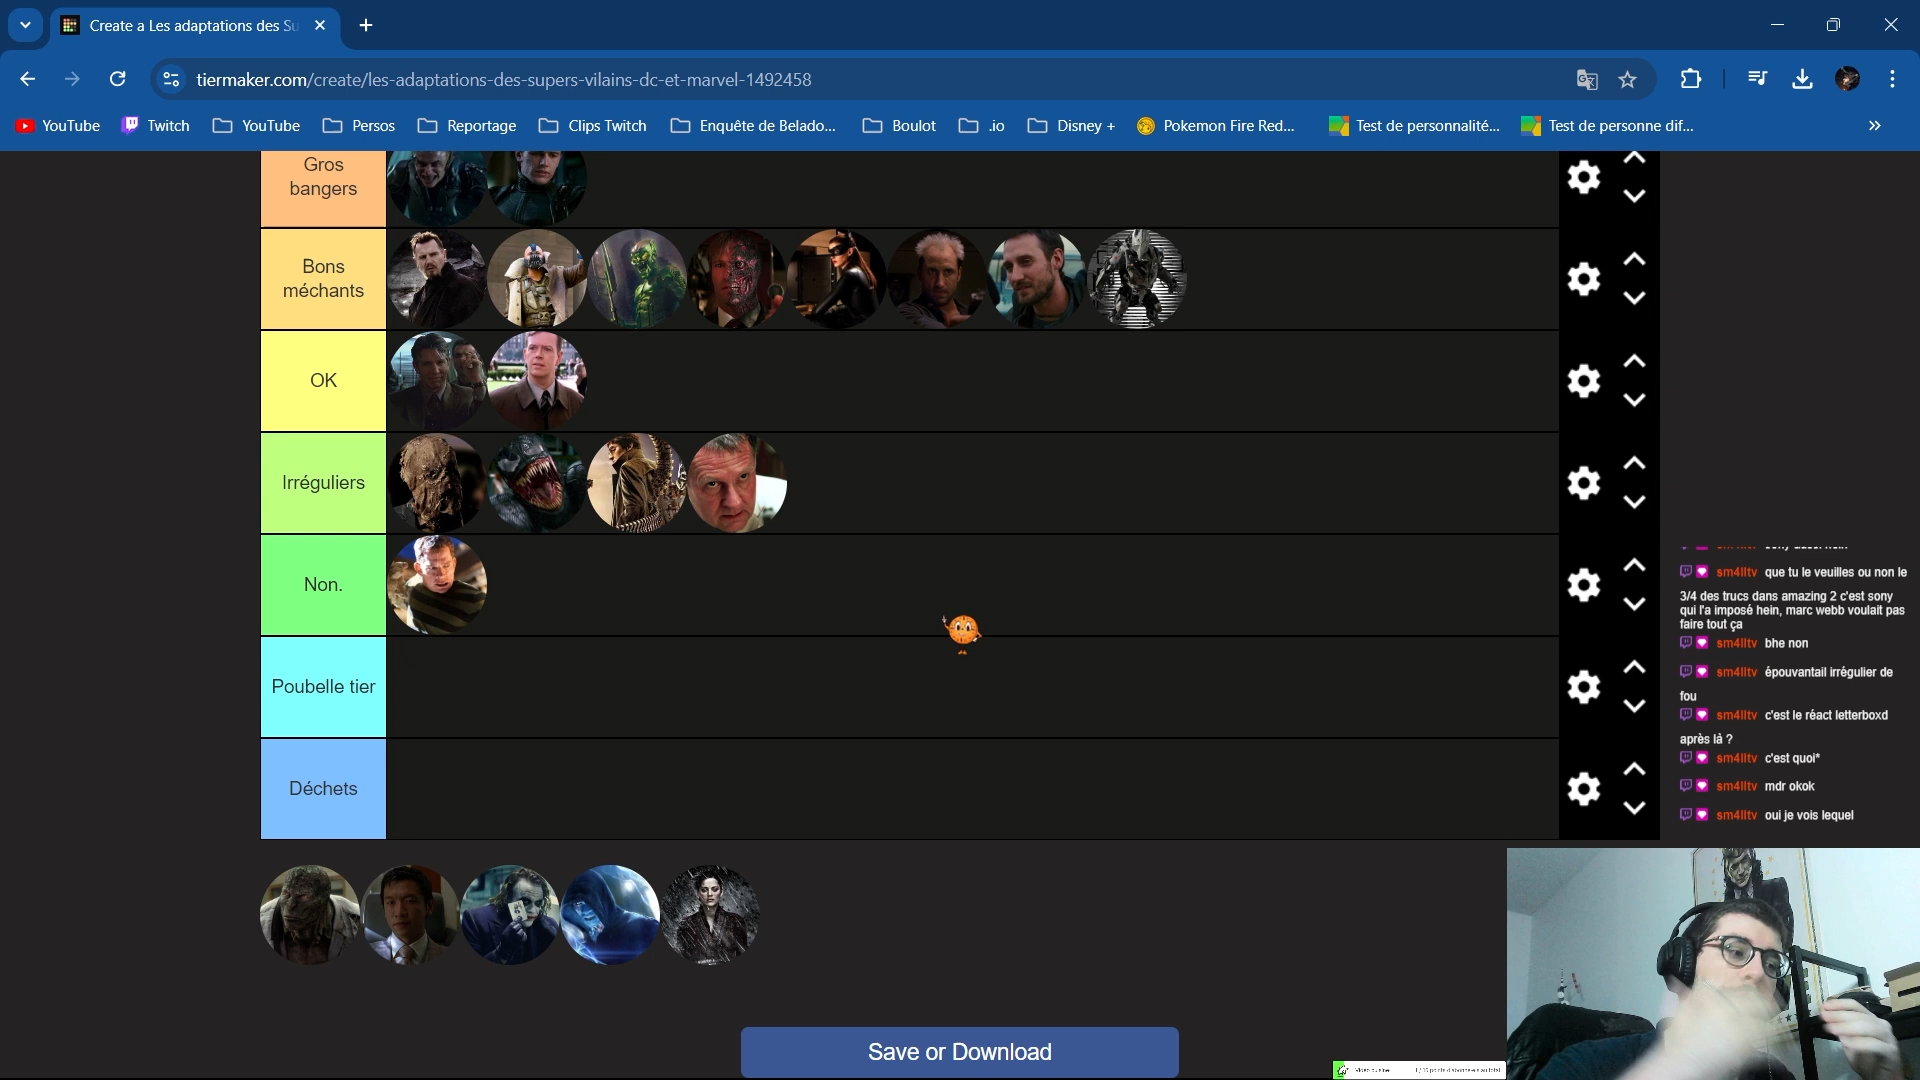 Create a Les adaptations des Su
tiermaker.com/create/les-adaptations-des-supers-vilains-dc-et-marvel-1492458
YouTube
Twitch
YouTube
Persos
Reportage
Clips Twitch
Enquête de Belado...
Boulot
.io
Disney +
Pokemon Fire Red...
Test de personnalité...
Test de personne dif...
Gros
bangers
Bons
méchants
OK
Irréguliers
Non.
Poubelle tier
Déchets
sm4lltv que tu le veuilles ou non le
3/4 des trucs dans amazing 2 c'est sony
qui l'a imposé hein, marc webb voulait pas
faire tout ça
sm4lltv bhe non
sm4lltv épouvantail irrégulier de
fou
sm4lltv c'est le réact letterboxd
après là ?
sm4lltv c'est quoi*
sm4lltv mdr okok
sm4lltv oui je vois lequel
Save or Download